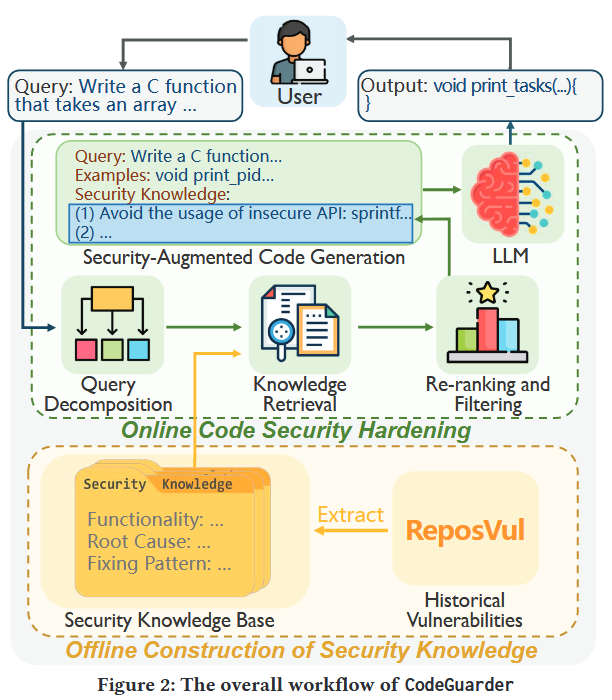 User
Query: Write a C function
that takes an array ...
Output: void print_tasks(...){
}
Query: Write a C function...
Examples: void print_pid...
Security Knowledge:
(1) Avoid the usage of insecure API: sprintf...
(2) ...
Security-Augmented Code Generation
LLM
Query
Decomposition
Knowledge
Retrieval
Re-ranking and
Filtering
Online Code Security Hardening
Security Knowledge
Functionality: ...
Root Cause: ...
Fixing Pattern: ...
Extract
ReposVul
Security Knowledge Base
Historical
Vulnerabilities
Offline Construction of Security Knowledge
Figure 2: The overall workflow of CodeGuarder